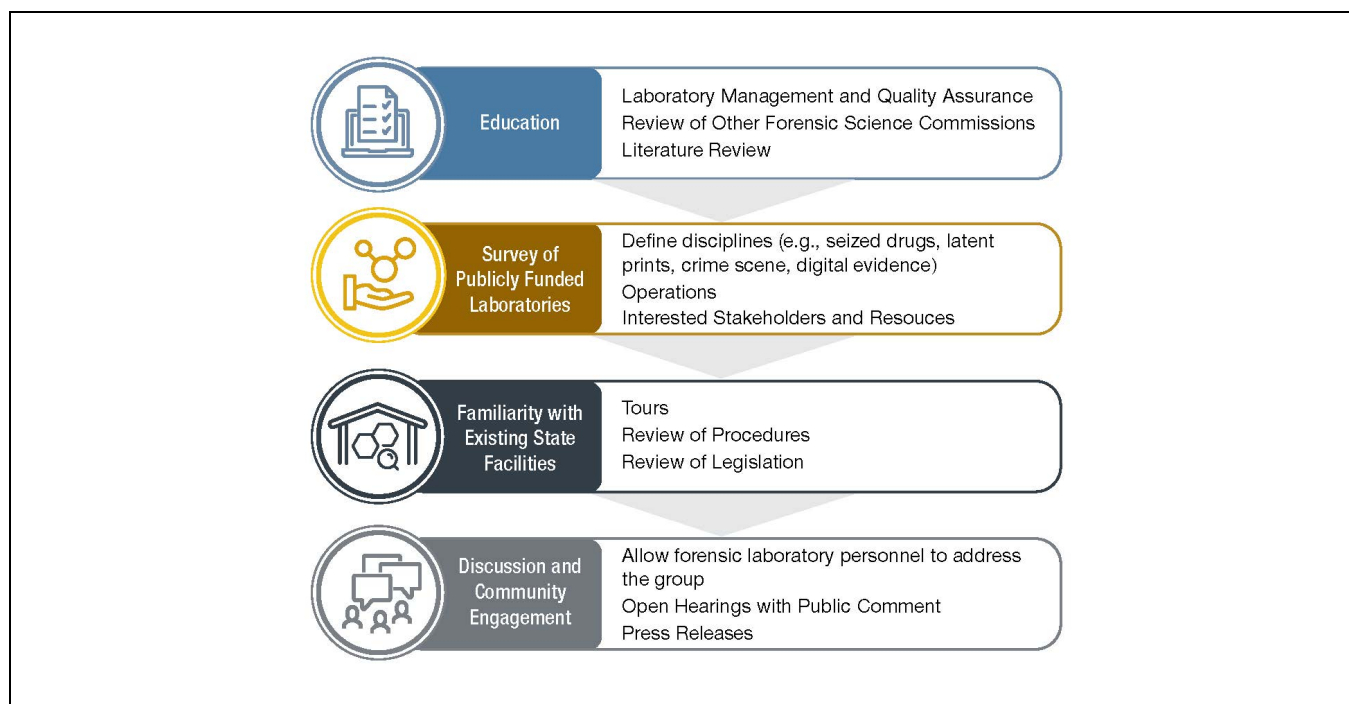 Education
Laboratory Management and Quality Assurance
Review of Other Forensic Science Commissions
Literature Review
Survey of
Publicly Funded
Laboratories
Define disciplines (e.g., seized drugs, latent
prints, crime scene, digital evidence)
Operations
Interested Stakeholders and Resouces
Familiarity with
Existing State
Facilities
Tours
Review of Procedures
Review of Legislation
Discussion and
Community
Engagement
Allow forensic laboratory personnel to address
the group
Open Hearings with Public Comment
Press Releases